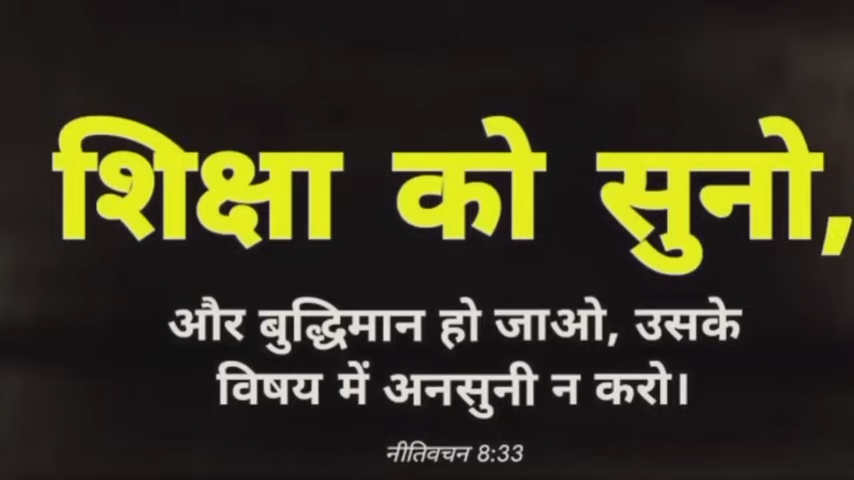 शिक्षा को सुनो,
और बुद्धिमान हो जाओ, उसके
विषय में अनसुनी न करो।
नीतिवचन 8:33